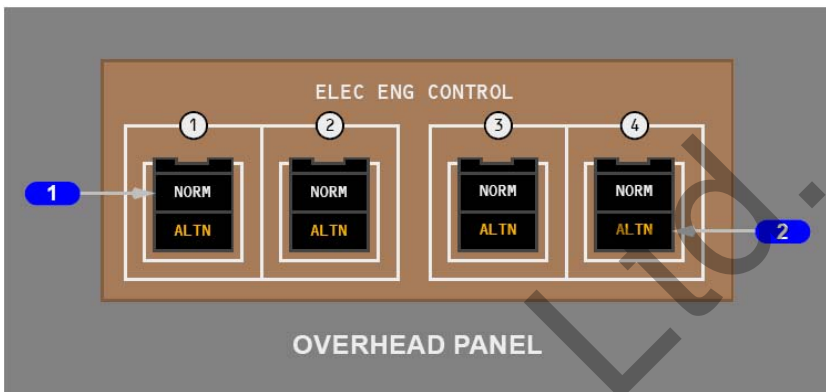 ELEC ENG CONTROL
1 2 3 4
1 NORM NORM NORM NORM
ALTN ALTN ALTN ALTN 2
OVERHEAD PANEL
Ltd.